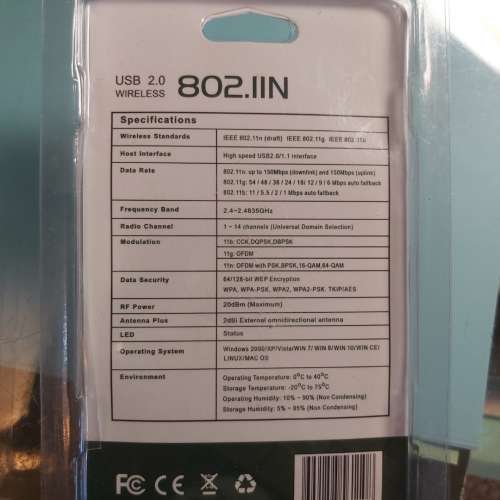 USB 2.0
WIRELESS 802.11N
Specifications
Wireless Standards IEEE 802.11n (draft) IEEE 802.11g IEEE 802.11b
Host Interface High speed USB2.0/1.1 interface
Data Rate 802.11n: up to 150Mbps (downlink) and 150Mbps (uplink)
802.11g: 54 / 48 / 36 / 24 / 18/ 12 / 9 / 6 Mbps auto fallback
802.11b: 11 / 5.5 / 2 / 1 Mbps auto fallback
Frequency Band 2.4~2.4835GHz
Radio Channel 1 ~ 14 channels (Universal Domain Selection)
Modulation 11b: CCK,DQPSK,DBPSK
11g: OFDM
11n: OFDM with PSK,BPSK,16-QAM,64-QAM
Data Security 64/128-bit WEP Encryption
WPA, WPA-PSK, WPA2, WPA2-PSK, TKIP/AES
RF Power 20dBm (Maximum)
Antenna Plus 2dBi External omnidirectional antenna
LED Status
Operating System Windows 2000/XP/Vista/WIN 7/ WIN 8/WIN 10/WIN CE/
LINUX/MAC OS
Environment Operating Temperature: 0°C to 40°C
Storage Temperature: -20°C to 75°C
Operating Humidity: 10% ~ 90% (Non Condensing)
Storage Humidity: 5% ~ 95% (Non Condensing)
FC CE